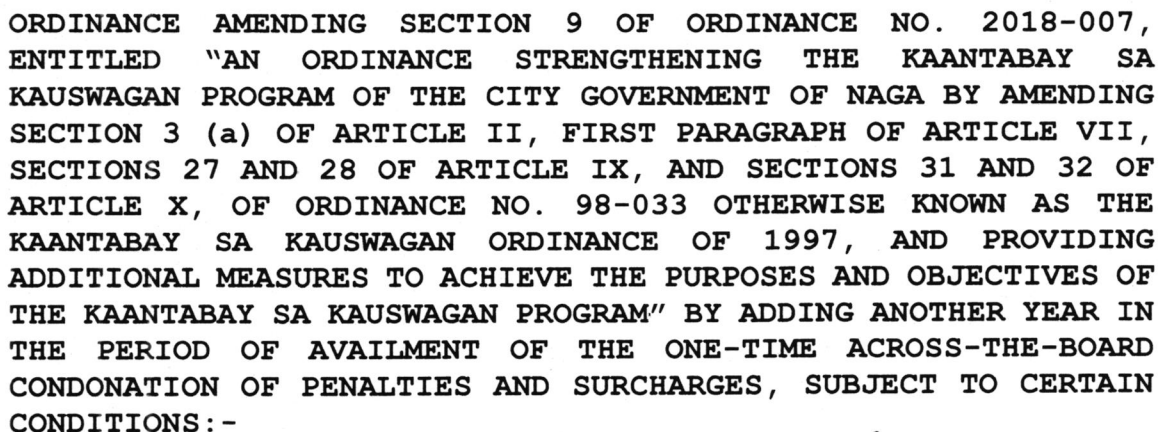 ORDINANCE AMENDING SECTION 9 OF ORDINANCE NO. 2018-007,
ENTITLED "AN ORDINANCE STRENGTHENING THE KAANTABAY SA
KAUSWAGAN PROGRAM OF THE CITY GOVERNMENT OF NAGA BY AMENDING
SECTION 3 (a) OF ARTICLE II, FIRST PARAGRAPH OF ARTICLE VII,
SECTIONS 27 AND 28 OF ARTICLE IX, AND SECTIONS 31 AND 32 OF
ARTICLE X, OF ORDINANCE NO. 98-033 OTHERWISE KNOWN AS THE
KAANTABAY SA KAUSWAGAN ORDINANCE OF 1997, AND PROVIDING
ADDITIONAL MEASURES TO ACHIEVE THE PURPOSES AND OBJECTIVES OF
THE KAANTABAY SA KAUSWAGAN PROGRAM" BY ADDING ANOTHER YEAR IN
THE PERIOD OF AVAILMENT OF THE ONE-TIME ACROSS-THE-BOARD
CONDONATION OF PENALTIES AND SURCHARGES, SUBJECT TO CERTAIN
CONDITIONS:-